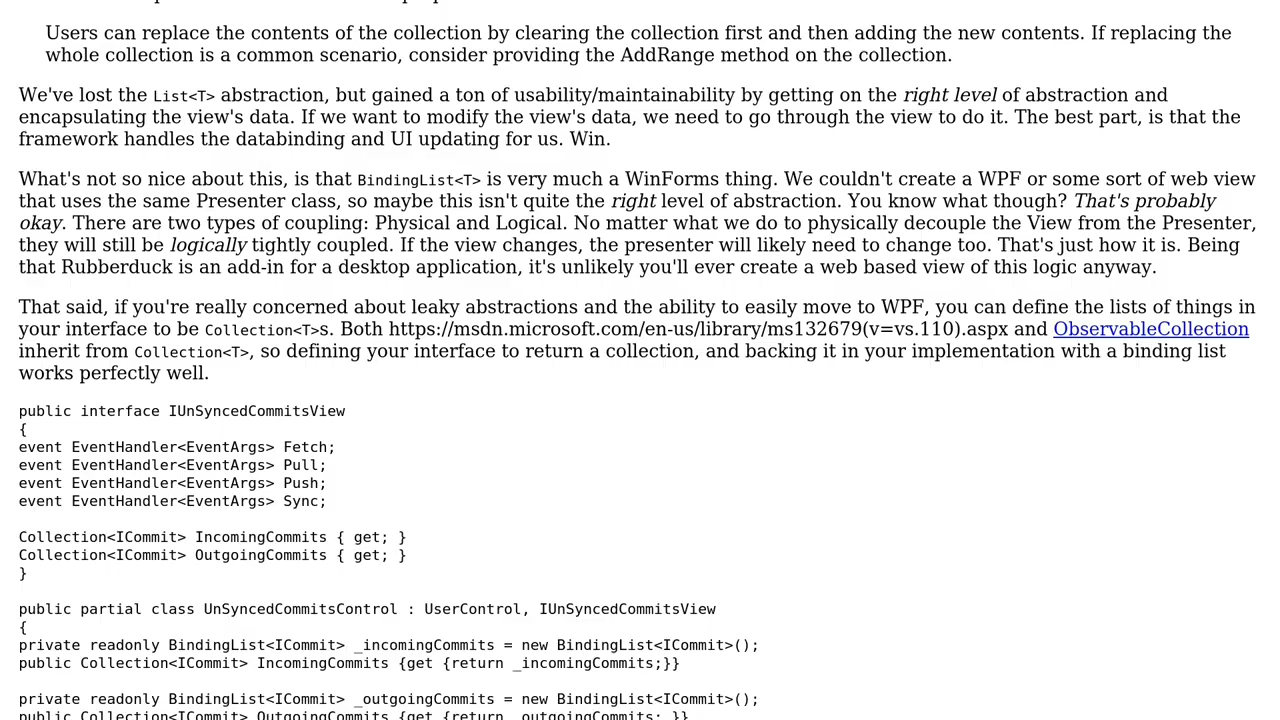 Users can replace the contents of the collection by clearing the collection first and then adding the new contents. If replacing the
whole collection is a common scenario, consider providing the AddRange method on the collection.
We've lost the List<T> abstraction, but gained a ton of usability/maintainability by getting on the right level of abstraction and
encapsulating the view's data. If we want to modify the view's data, we need to go through the view to do it. The best part, is that the
framework handles the databinding and UI updating for us. Win.
What's not so nice about this, is that BindingList<T> is very much a WinForms thing. We couldn't create a WPF or some sort of web view
that uses the same Presenter class, so maybe this isn't quite the right level of abstraction. You know what though? That's probably
okay. There are two types of coupling: Physical and Logical. No matter what we do to physically decouple the View from the Presenter,
they will still be logically tightly coupled. If the view changes, the presenter will likely need to change too. That's just how it is. Being
that Rubberduck is an add-in for a desktop application, it's unlikely you'll ever create a web based view of this logic anyway.
That said, if you're really concerned about leaky abstractions and the ability to easily move to WPF, you can define the lists of things in
your interface to be Collection<T>s. Both https://msdn.microsoft.com/en-us/library/ms132679(v=vs.110).aspx and ObservableCollection
inherit from Collection<T>, so defining your interface to return a collection, and backing it in your implementation with a binding list
works perfectly well.
public interface IUnSyncedCommitsView
{
event EventHandler<EventArgs> Fetch;
event EventHandler<EventArgs> Pull;
event EventHandler<EventArgs> Push;
event EventHandler<EventArgs> Sync;
Collection<ICommit> IncomingCommits { get; }
Collection<ICommit> OutgoingCommits { get; }
}
public partial class UnSyncedCommitsControl : UserControl, IUnSyncedCommitsView
{
private readonly BindingList<ICommit> _incomingCommits = new BindingList<ICommit>();
public Collection<ICommit> IncomingCommits {get {return _incomingCommits;}}
private readonly BindingList<ICommit> _outgoingCommits = new BindingList<ICommit>();
public Collection<ICommit> OutgoingCommits {get {return _outgoingCommits; }}